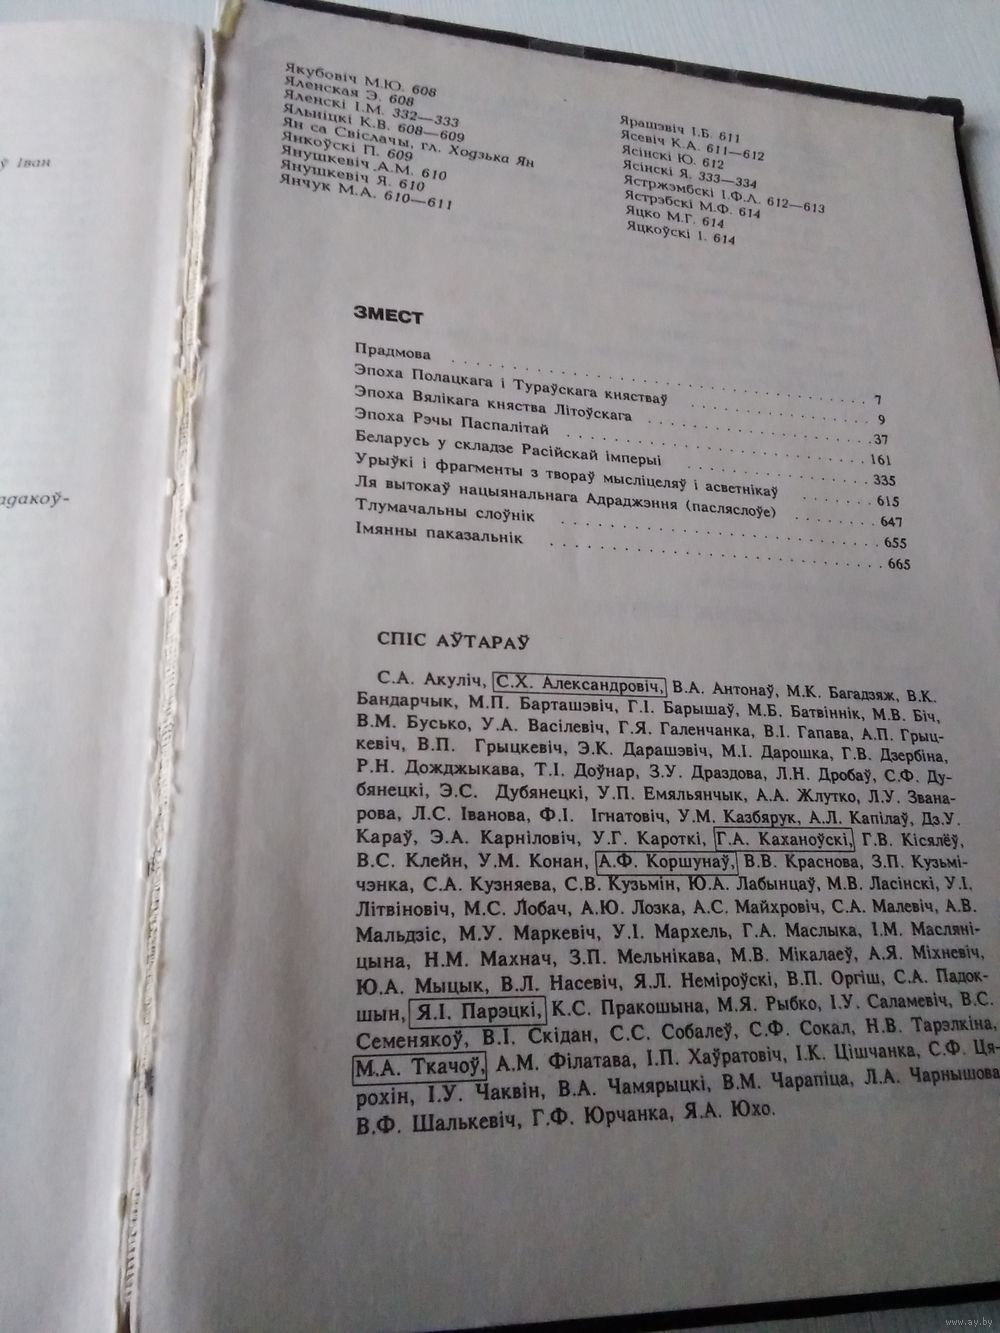 ў Іван
адакоў-
Якубовіч М.Ю. 608
Яленская Э. 608
Яленскі І.М. 332—333
Яльніцкі К.В. 608—609
Ян са Свіслачы, гл. Ходзька Ян
Янкоўскі П. 609
Янушкевіч А.М. 610
Янушкевіч Я. 610
Янчук М.А. 610—611
Ярашэвіч І.Б. 611
Ясевіч К.А. 611—612
Ясінскі Ю. 612
Ясінскі Я. 333—334
Ястржэмбскі І.Ф.Л. 612—613
Ястрэбскі М.Ф. 614
Яцко М.Г. 614
Яцкоўскі І. 614
ЗМЕСТ
Прадмова . . . 7
Эпоха Полацкага і Тураўскага княстваў . . . 9
Эпоха Вялікага княства Літоўскага . . . 37
Эпоха Рэчы Паспалітай . . . 161
Беларусь у складзе Расійскай імперыі . . . 335
Урыўкі і фрагменты з твораў мысліцеляў і асветнікаў . . . 615
Ля вытокаў нацыянальнага Адраджэння (пасляслоўе) . . . 647
Тлумачальны слоўнік . . . 655
Імянны паказальнік . . . 665
СПІС АЎТАРАЎ
С.А. Акуліч, С.Х. Александровіч, В.А. Антонаў, М.К. Багадзяж, В.К.
Бандарчык, М.П. Барташэвіч, Г.І. Барышаў, М.Б. Батвіннік, М.В. Біч,
В.М. Бусько, У.А. Васілевіч, Г.Я. Галенчанка, В.І. Гапава, А.П. Грыц-
кевіч, В.П. Грыцкевіч, Э.К. Дарашэвіч, М.І. Дарошка, Г.В. Дзербіна,
Р.Н. Дожджыкава, Т.І. Доўнар, З.У. Драздова, Л.Н. Дробаў, С.Ф. Ду-
бянецкі, Э.С. Дубянецкі, У.П. Емяльянчык, А.А. Жлутко, Л.У. Звана-
рова, Л.С. Іванова, Ф.І. Ігнатовіч, У.М. Казбярук, А.Л. Капілаў, Дз.У.
Караў, Э.А. Карніловіч, У.Г. Кароткі, Г.А. Каханоўскі, Г.В. Кісялёў,
В.С. Клейн, У.М. Конан, А.Ф. Коршунаў, В.В. Краснова, З.П. Кузьмі-
чэнка, С.А. Кузняева, С.В. Кузьмін, Ю.А. Лабынцаў, М.В. Ласінскі, У.І.
Літвіновіч, М.С. Лобач, А.Ю. Лозка, А.С. Майхровіч, С.А. Малевіч, А.В.
Мальдзіс, М.У. Маркевіч, У.І. Мархель, Г.А. Маслыка, І.М. Масляні-
цына, Н.М. Махнач, З.П. Мельнікава, М.В. Мікалаеў, А.Я. Міхневіч,
Ю.А. Мыцык, В.Л. Насевіч, Я.Л. Неміроўскі, В.П. Оргіш, С.А. Падок-
шын, Я.І. Парэцкі, К.С. Пракошына, М.Я. Рыбко, І.У. Саламевіч, В.С.
Семенякоў, В.І. Скідан, С.С. Собалеў, С.Ф. Сокал, Н.В. Тарэлкіна,
М.А. Ткачоў, А.М. Філатава, І.П. Хаўратовіч, І.К. Цішчанка, С.Ф. Ця-
рохін, І.У. Чаквін, В.А. Чамярыцкі, В.М. Чарапіца, Л.А. Чарнышова
В.Ф. Шалькевіч, Г.Ф. Юрчанка, Я.А. Юхо.
www.ay.by